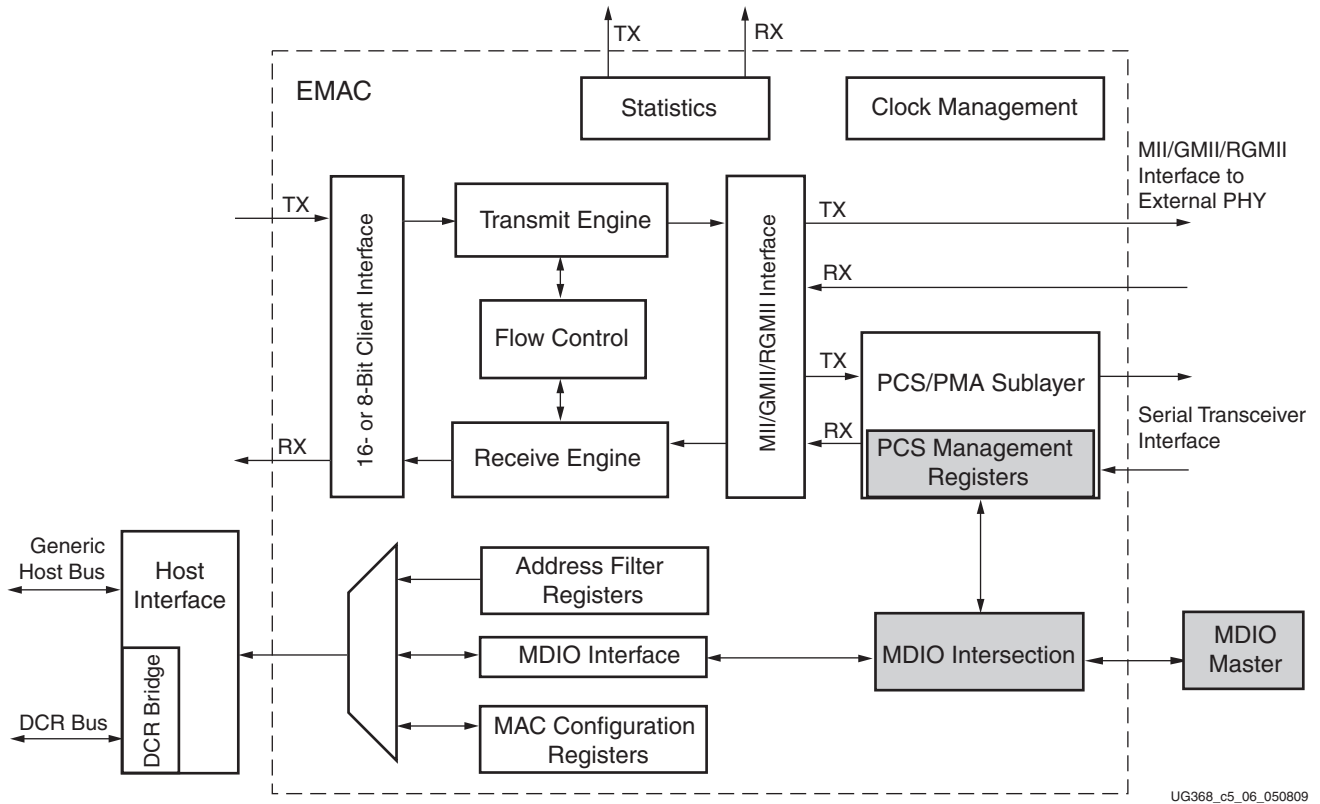 TX
RX
EMAC
Statistics
Clock Management
MII/GMII/RGMII
Interface to
External PHY
TX
16- or 8-Bit Client Interface
Transmit Engine
MII/GMII/RGMII Interface
TX
RX
Flow Control
TX
PCS/PMA Sublayer
Serial Transceiver
Interface
RX
Receive Engine
RX
PCS Management
Registers
Generic
Host Bus
Host
Interface
Address Filter
Registers
MDIO Interface
MDIO Intersection
MDIO
Master
DCR Bus
DCR Bridge
MAC Configuration
Registers
UG368_c5_06_050809